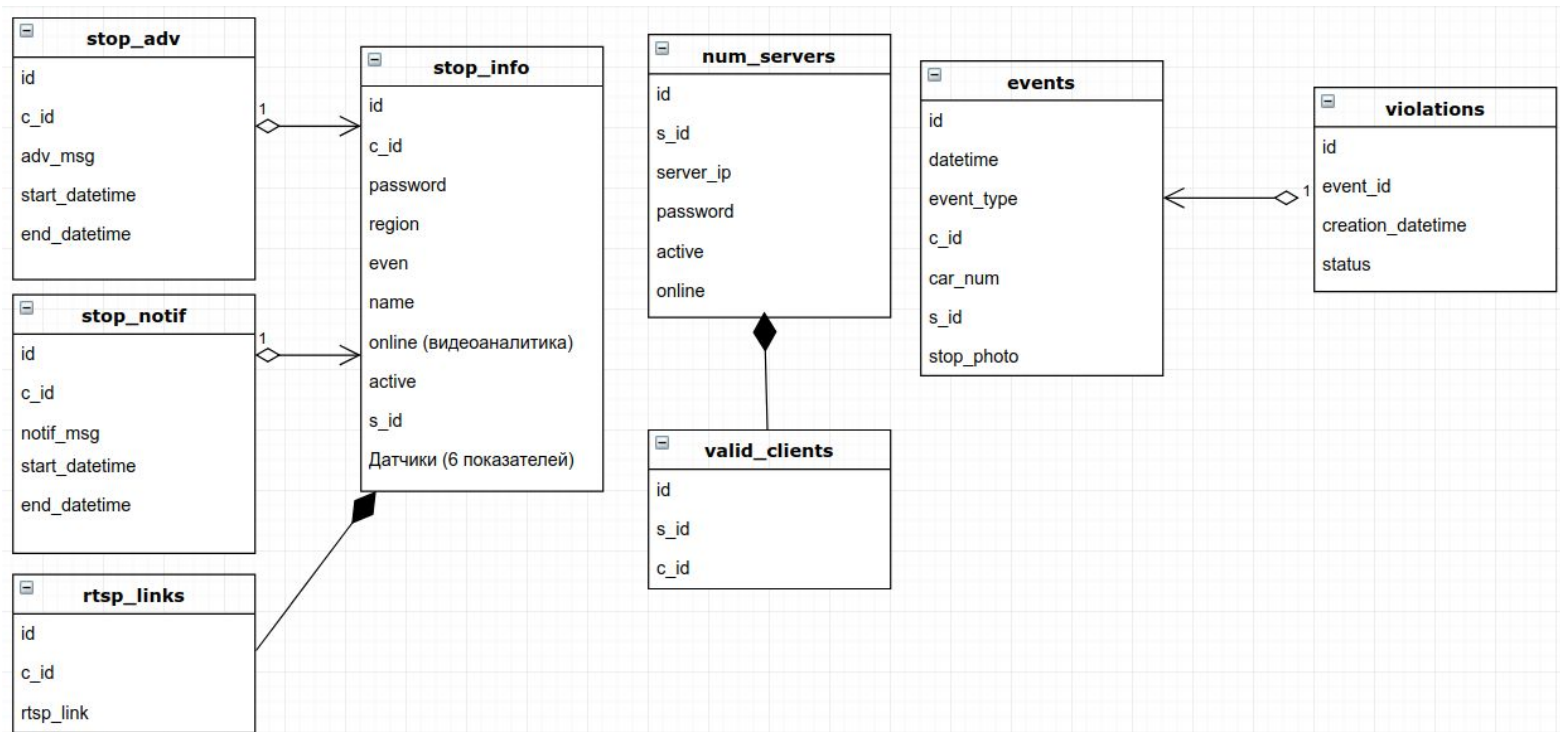 stop_adv
id
c_id
adv_msg
start_datetime
end_datetime
1
stop_notif
id
c_id
notif_msg
start_datetime
end_datetime
1
rtsp_links
id
c_id
rtsp_link
stop_info
id
c_id
password
region
even
name
online (видеоаналитика)
active
s_id
Датчики (6 показателей)
num_servers
id
s_id
server_ip
password
active
online
valid_clients
id
s_id
c_id
events
id
datetime
event_type
c_id
car_num
s_id
stop_photo
1
violations
id
event_id
creation_datetime
status